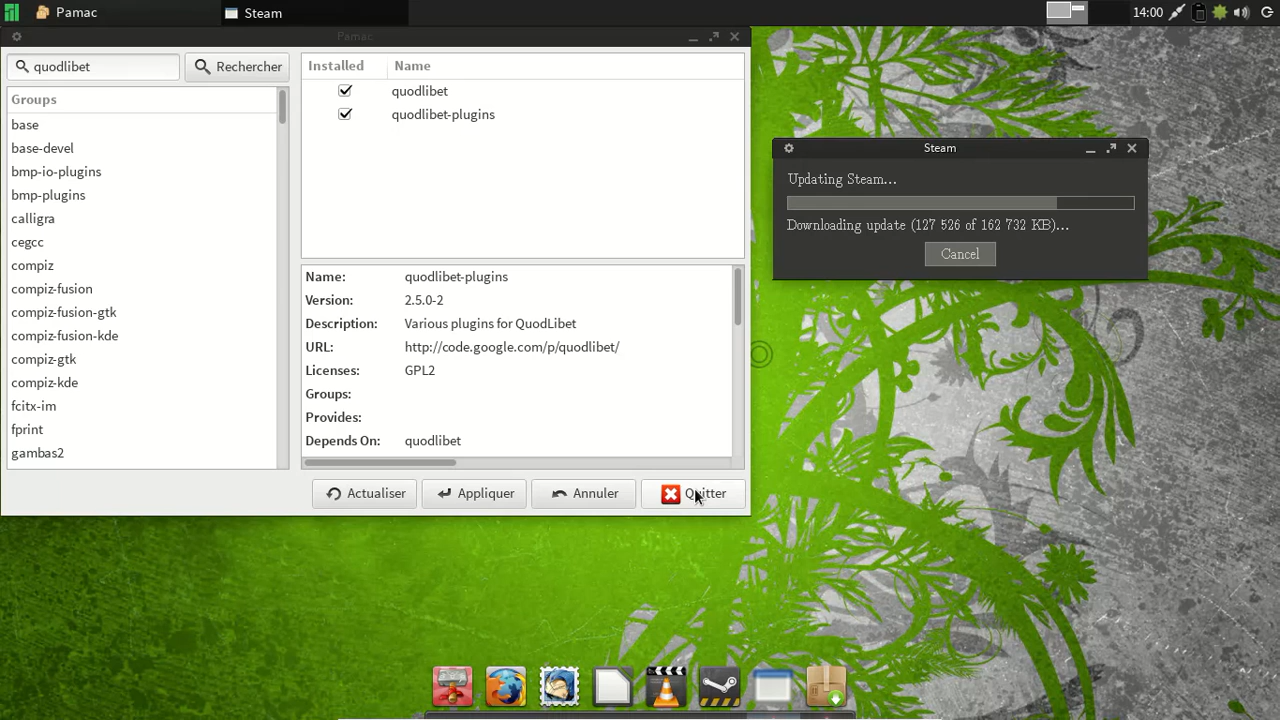 Pamac
Steam
14:00
Pamac
quodlibet
Rechercher
Groups
base
base-devel
bmp-io-plugins
bmp-plugins
calligra
cegcc
compiz
compiz-fusion
compiz-fusion-gtk
compiz-fusion-kde
compiz-gtk
compiz-kde
fcitx-im
fprint
gambas2
Installed Name
quodlibet
quodlibet-plugins
Name: quodlibet-plugins
Version: 2.5.0-2
Description: Various plugins for QuodLibet
URL: http://code.google.com/p/quodlibet/
Licenses: GPL2
Groups:
Provides:
Depends On: quodlibet
Actualiser
Appliquer
Annuler
Quitter
Steam
Updating Steam...
Downloading update (127 526 of 162 732 KB)...
Cancel